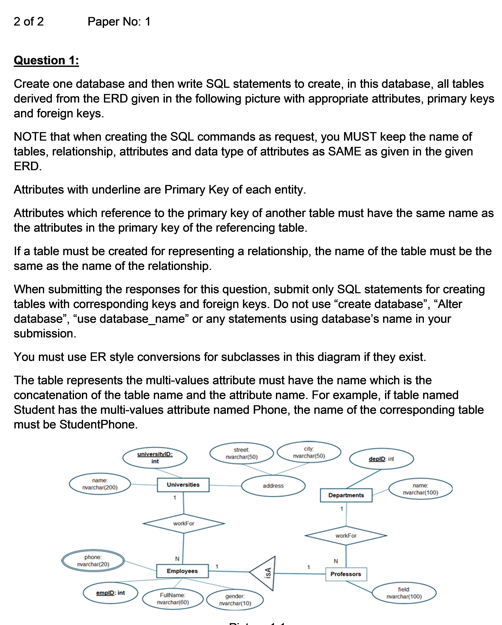 2 of 2 Paper No: 1
Question 1:
Create one database and then write SQL statements to create, in this database, all tables
derived from the ERD given in the following picture with appropriate attributes, primary keys
and foreign keys.
NOTE that when creating the SQL commands as request, you MUST keep the name of
tables, relationship, attributes and data type of attributes as SAME as given in the given
ERD.
Attributes with underline are Primary Key of each entity.
Attributes which reference to the primary key of another table must have the same name as
the attributes in the primary key of the referencing table.
If a table must be created for representing a relationship, the name of the table must be the
same as the name of the relationship.
When submitting the responses for this question, submit only SQL statements for creating
tables with corresponding keys and foreign keys. Do not use “create database”, “Alter
database”, “use database_name” or any statements using database's name in your
submission.
You must use ER style conversions for subclasses in this diagram if they exist.
The table represents the multi-values attribute must have the name which is the
concatenation of the table name and the attribute name. For example, if table named
Student has the multi-values attribute named Phone, the name of the corresponding table
must be StudentPhone.
universityID:
int
street:
nvarchar(50)
city:
nvarchar(50)
depID: int
name:
nvarchar(200)
Universities
address
Departments
name:
nvarchar(100)
1
1
workFor
workFor
phone:
nvarchar(20)
N
N
Employees
1
isA
1
Professors
empID: int
FullName:
nvarchar(60)
gender:
nvarchar(10)
field:
nvarchar(100)